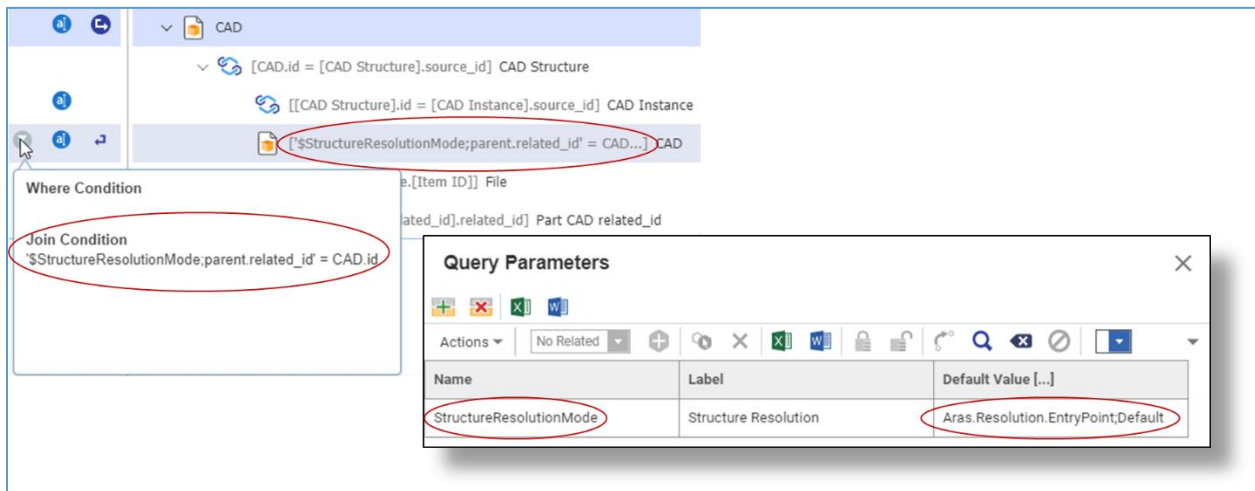 CAD
[CAD.id = [CAD Structure].source_id] CAD Structure
[[CAD Structure].id = [CAD Instance].source_id] CAD Instance
['$StructureResolutionMode;parent.related_id' = CAD...] CAD
e.[Item ID]] File
ated_id].related_id] Part CAD related_id
Where Condition
Join Condition
'$StructureResolutionMode;parent.related_id' = CAD.id
Query Parameters
Actions No Related
Name Label Default Value [...]
StructureResolutionMode Structure Resolution Aras.Resolution.EntryPoint;Default